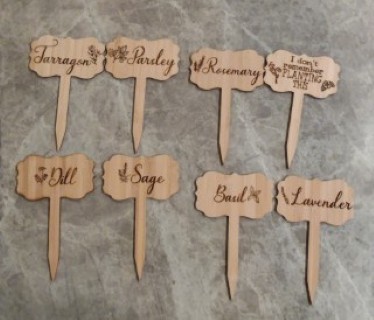 Tarragon
Parsley
Rosemary
I don't
remember
PLANTING
THIS
Dill
Sage
Basil
Lavender